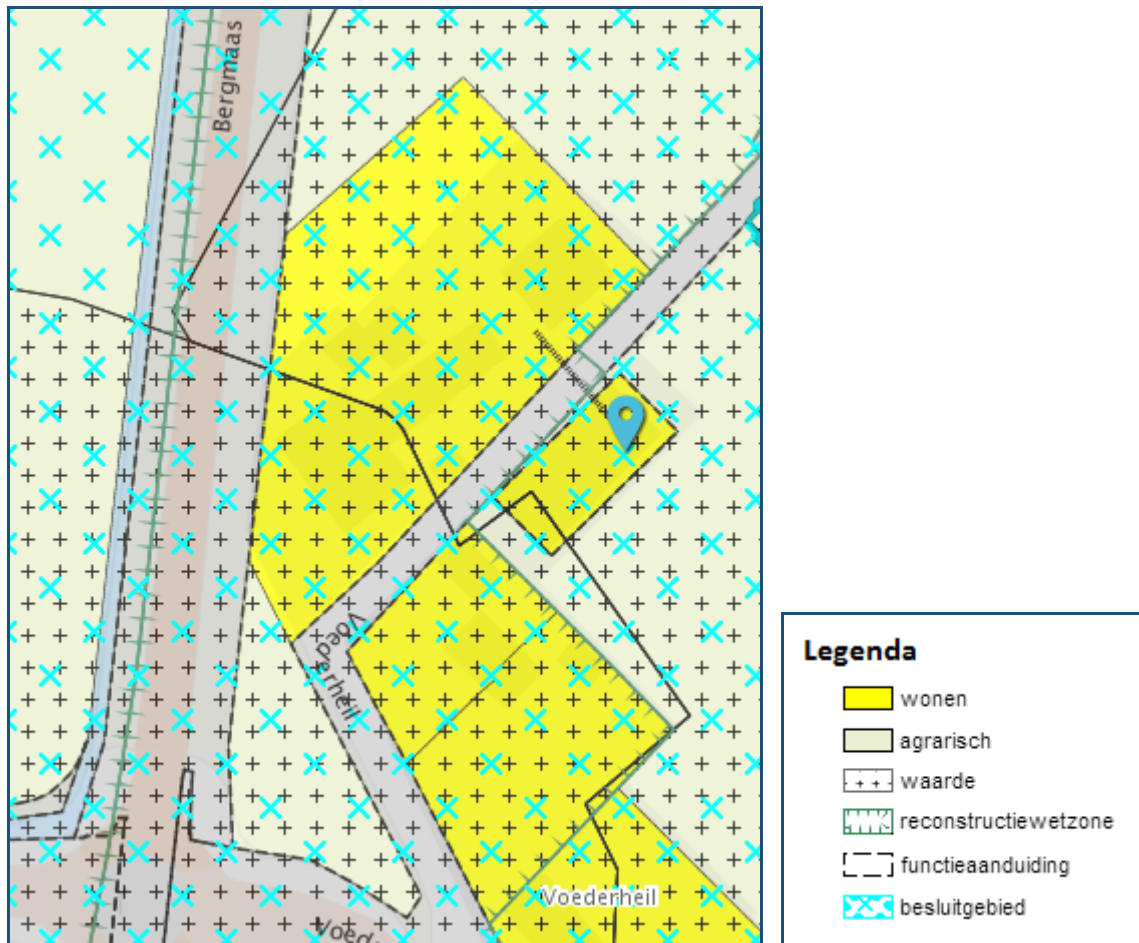 Bergmaas
Voederheil
Voederheil
Legenda
wonen
agrarisch
waarde
reconstructiewetzone
functieaanduiding
besluitgebied